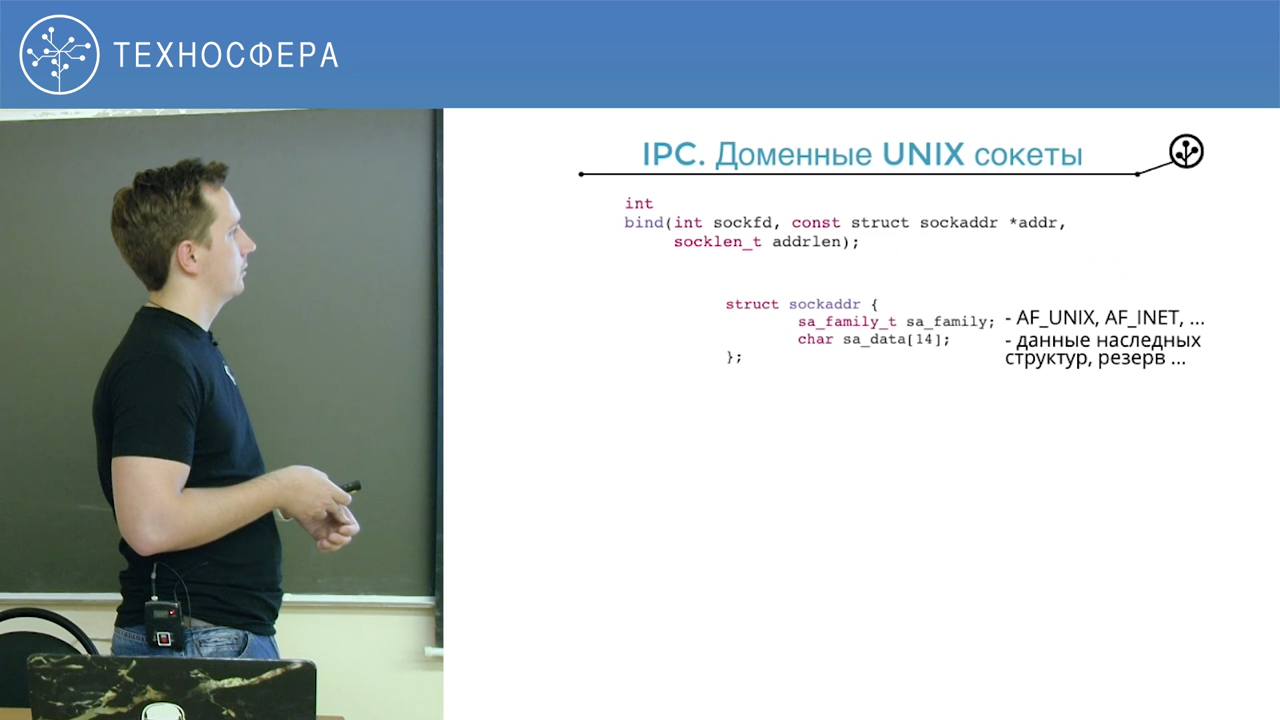 ТЕХНОСФЕРА
IPC. Доменные UNIX сокеты
int
bind(int sockfd, const struct sockaddr *addr,
socklen_t addrlen);
struct sockaddr {
sa_family_t sa_family; - AF_UNIX, AF_INET, ...
char sa_data[14]; - данные наследных
структур, резерв ...
};